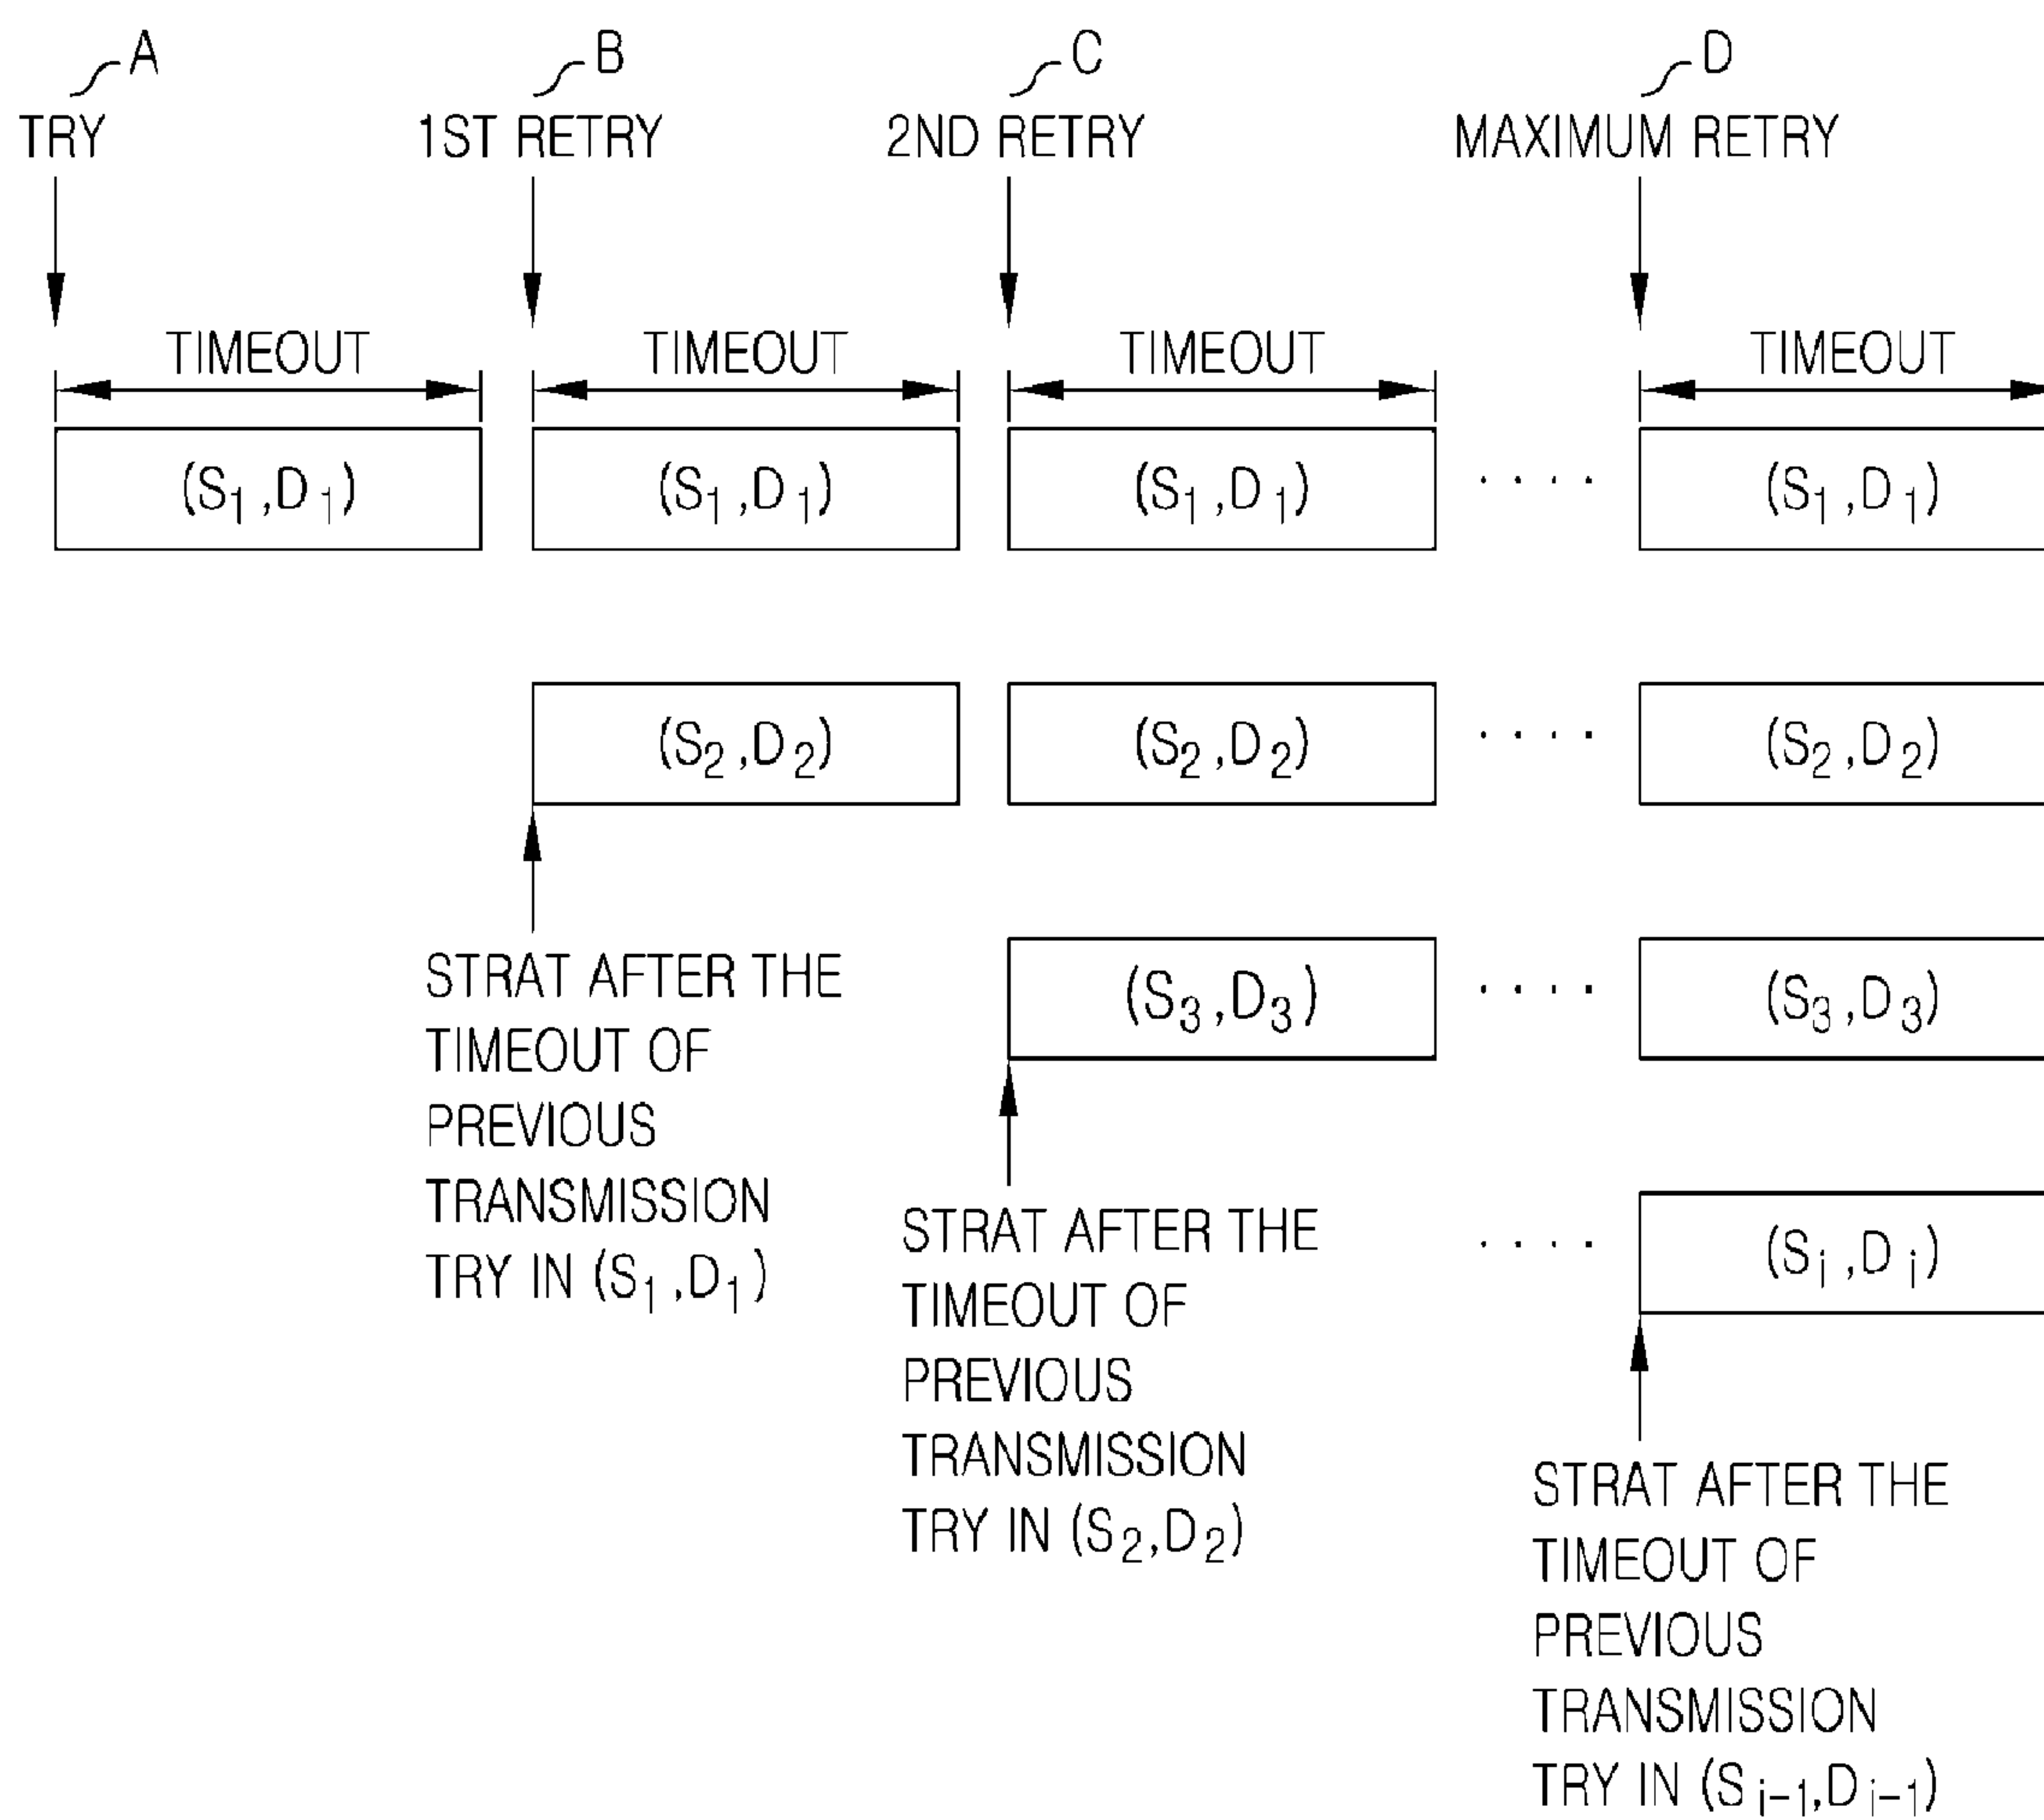 A
B
C
D
TRY
1ST RETRY
2ND RETRY
MAXIMUM RETRY
TIMEOUT
TIMEOUT
TIMEOUT
TIMEOUT
(S1,D1)
(S1,D1)
(S1,D1)
....
(S1,D1)
(S2,D2)
(S2,D2)
....
(S2,D2)
STRAT AFTER THE
TIMEOUT OF
PREVIOUS
TRANSMISSION
TRY IN (S1,D1)
(S3,D3)
....
(S3,D3)
STRAT AFTER THE
TIMEOUT OF
PREVIOUS
TRANSMISSION
TRY IN (S2,D2)
....
(Si,Di)
STRAT AFTER THE
TIMEOUT OF
PREVIOUS
TRANSMISSION
TRY IN (Si-1,Di-1)